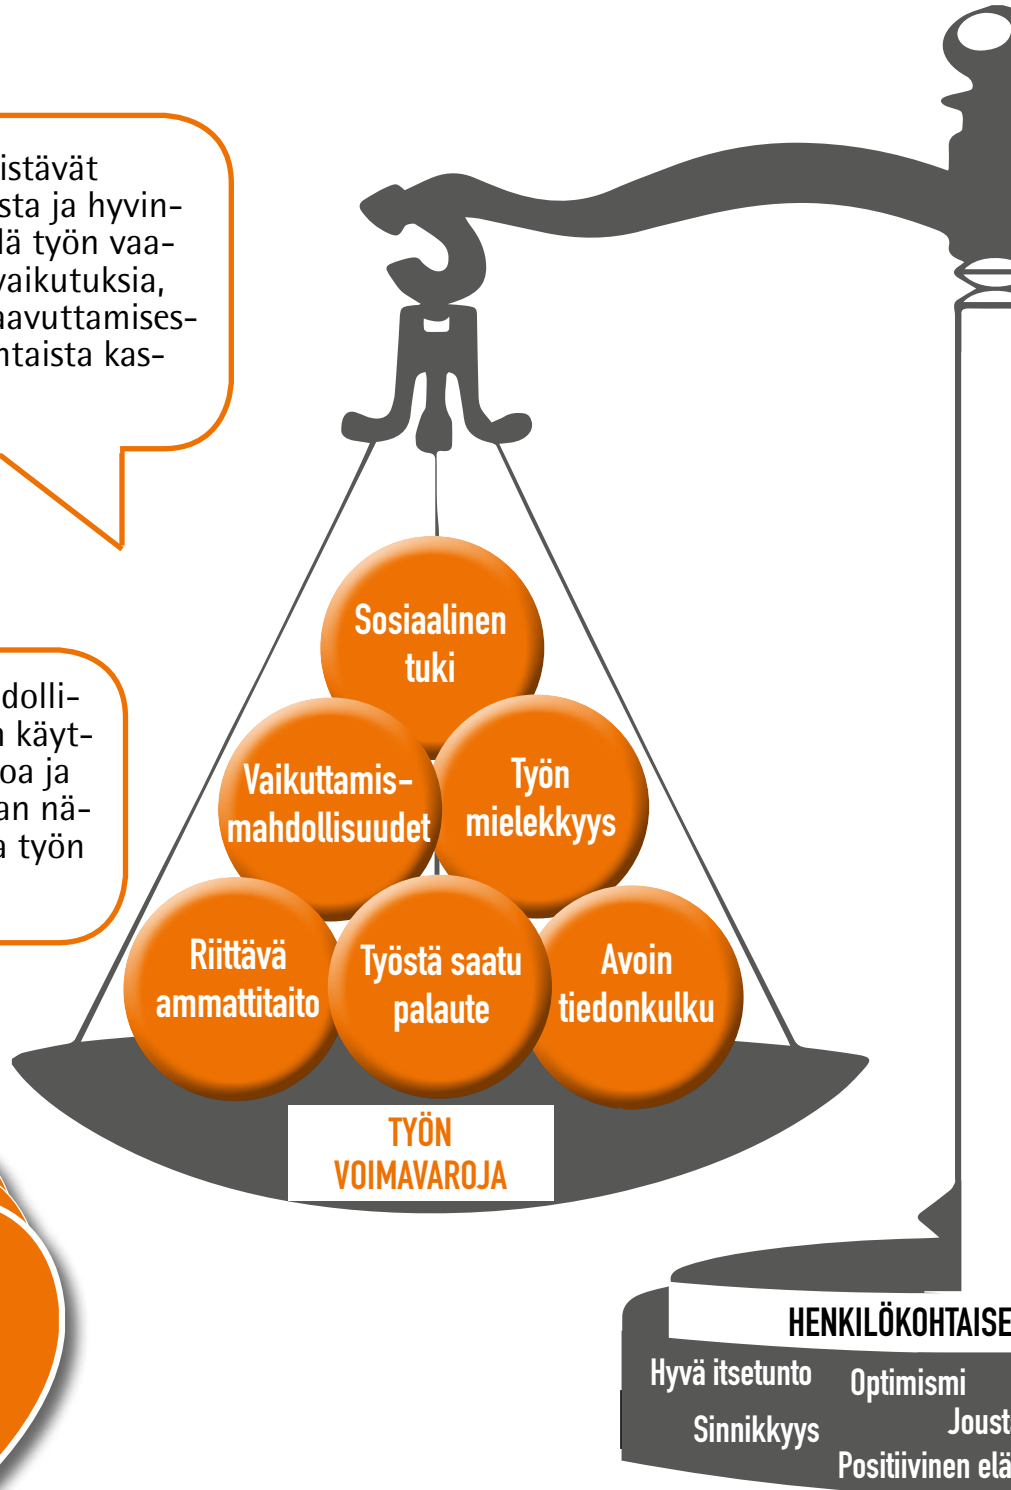 istävät
sta ja hyvin-
lä työn vaa-
vaikutuksia,
aavuttamises-
ntaista kas-
Sosiaalinen
tuki
dolli-
n käyt-
oa ja
an nä-
a työn
Vaikuttamis-
mahdollisuudet
Työn
mielekkyys
Riittävä
ammattitaito
Työstä saatu
palaute
Avoin
tiedonkulku
TYÖN
VOIMAVAROJA
HENKILÖKOHTAISE
Hyvä itsetunto
Optimismi
Sinnikkyys
Joust
Positiivinen elä